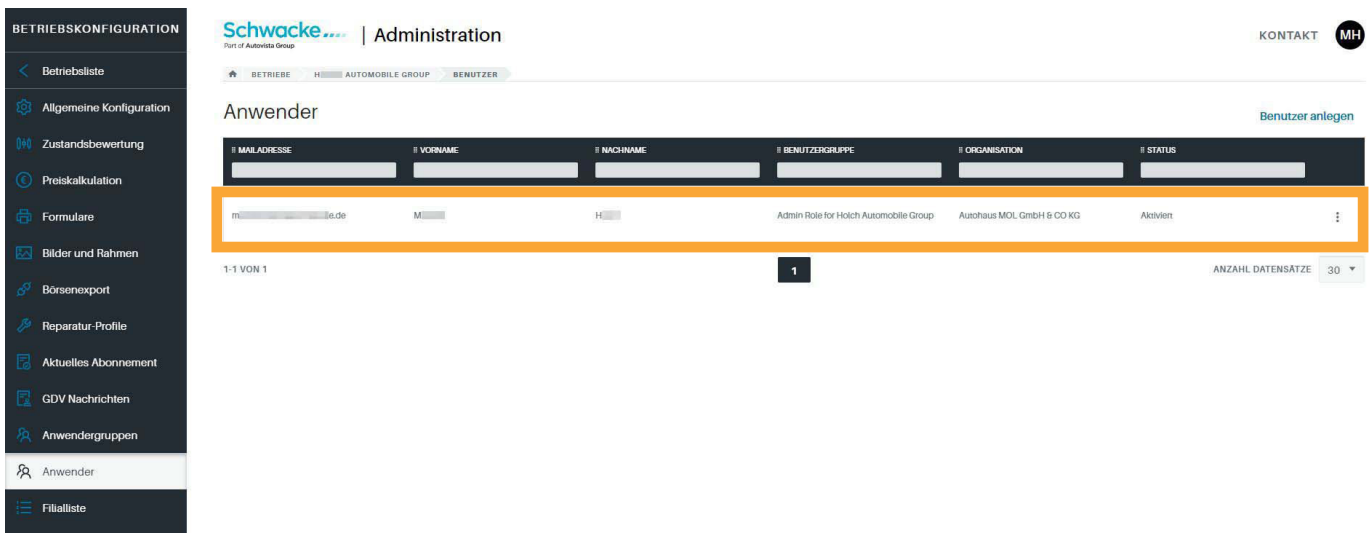 BETRIEBSKONFIGURATION
Betriebsliste
Allgemeine Konfiguration
Zustandsbewertung
Preiskalkulation
Formulare
Bilder und Rahmen
Börsenexport
Reparatur-Profile
Aktuelles Abonnement
GDV Nachrichten
Anwendergruppen
Anwender
Filialliste
Schwacke.... | Administration
Part of Autovista Group
KONTAKT MH
BETRIEBE H AUTOMOBILE GROUP BENUTZER
Anwender
Benutzer anlegen
MAILADRESSE VORNAME NACHNAME BENUTZERGRUPPE ORGANISATION STATUS
m e.de M H Admin Role for Holch Automobile Group Autohaus MOL GmbH & CO KG Aktiviert
1-1 VON 1 1 ANZAHL DATENSÄTZE 30